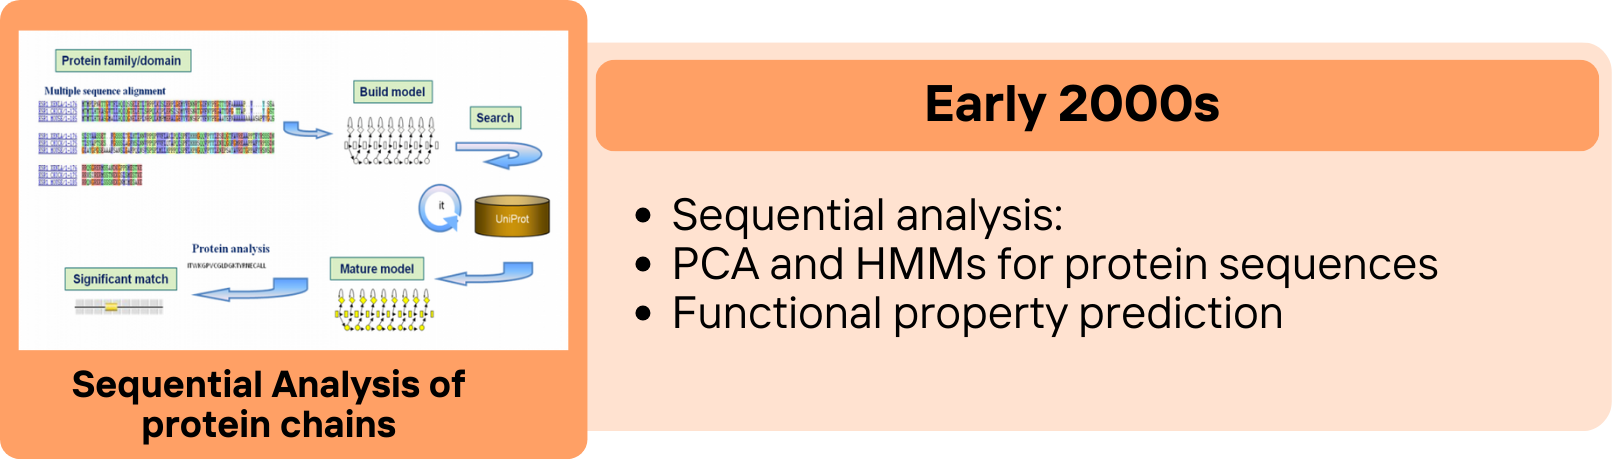 Protein family/domain
Multiple sequence alignment
Build model
Search
it
UniProt
Protein analysis
Mature model
Significant match
Sequential Analysis of
protein chains
Early 2000s
• Sequential analysis:
• PCA and HMMs for protein sequences
• Functional property prediction